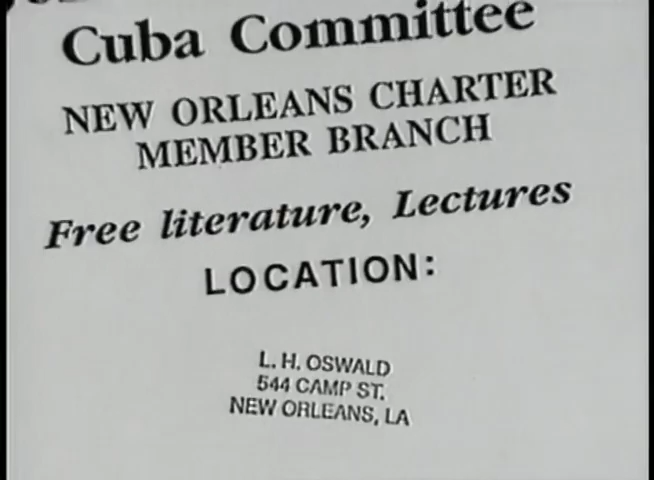 Cuba Committee
NEW ORLEANS CHARTER
MEMBER BRANCH
Free literature, Lectures
LOCATION:
L. H. OSWALD
544 CAMP ST.
NEW ORLEANS, LA